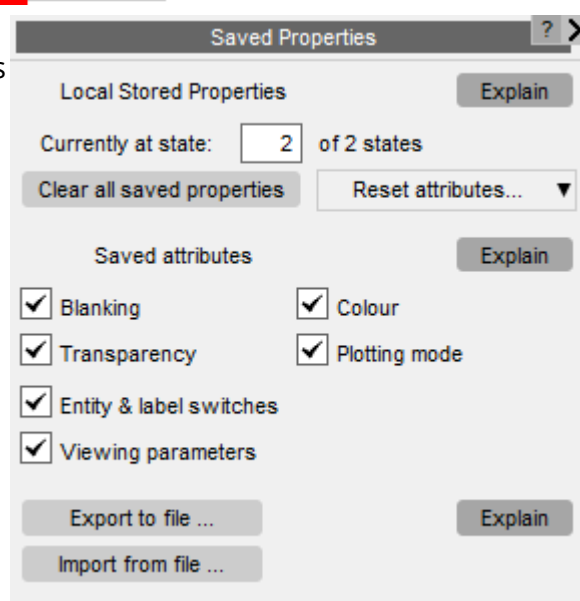 Saved Properties ? X
s
Local Stored Properties Explain
Currently at state: 2 of 2 states
Clear all saved properties Reset attributes... ▼
Saved attributes Explain
Blanking Colour
Transparency Plotting mode
Entity & label switches
Viewing parameters
Export to file ... Explain
Import from file ...